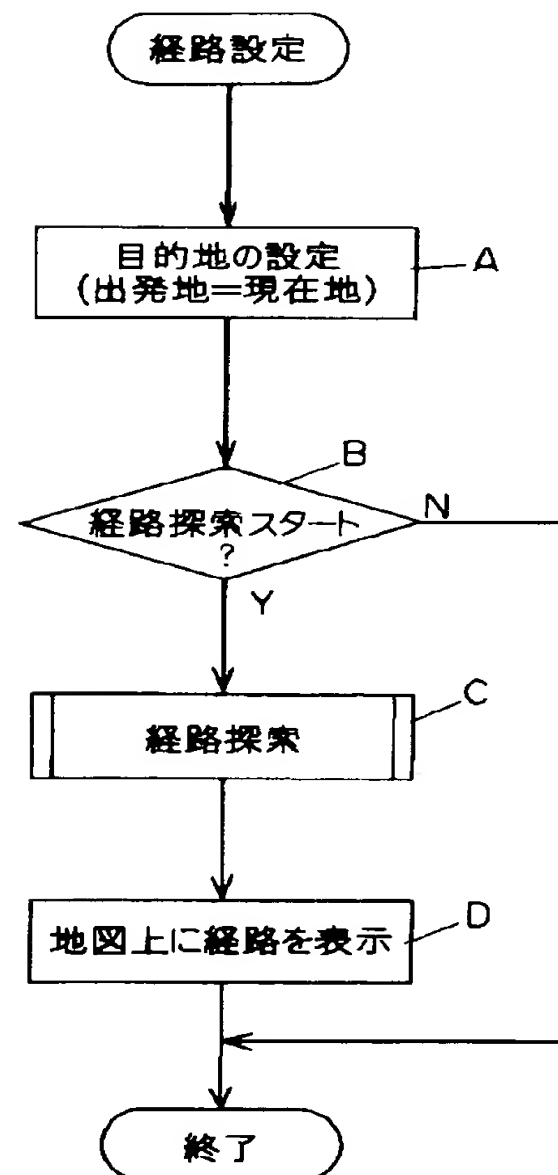 経路設定
目的地の設定
(出発地=現在地)
A
B
経路探索スタート
?
N
Y
経路探索
C
地図上に経路を表示
D
終了